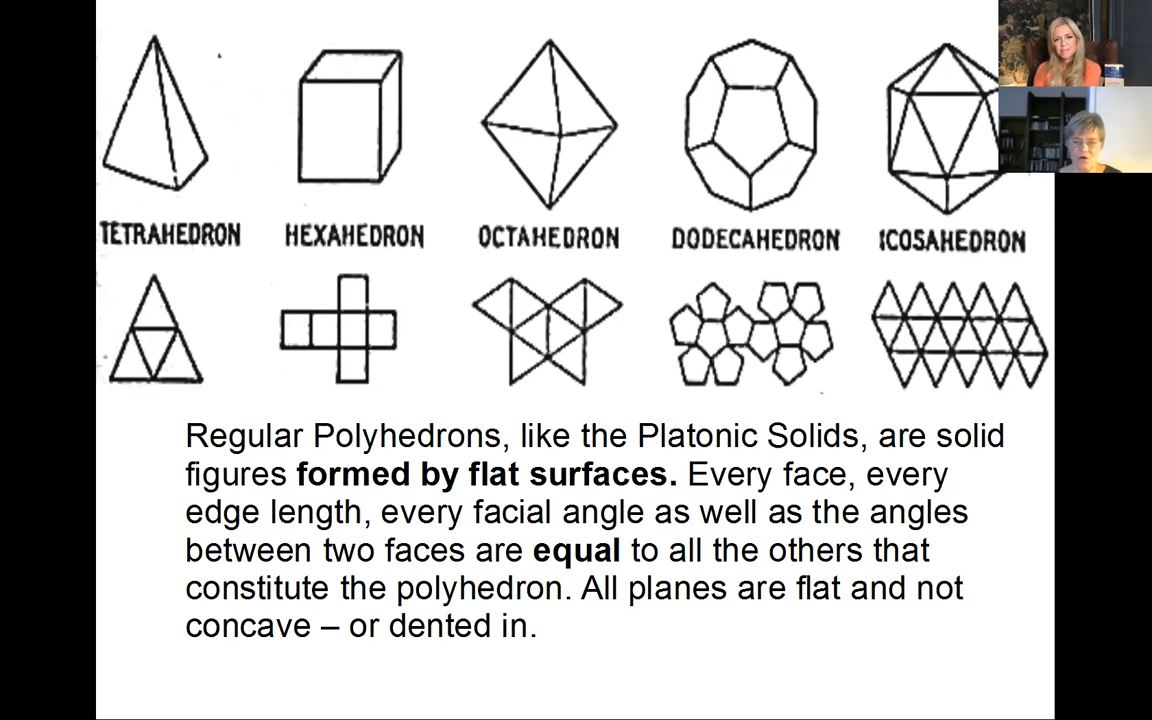 TETRAHEDRON HEXAHEDRON OCTAHEDRON DODECAHEDRON ICOSAHEDRON
Regular Polyhedrons, like the Platonic Solids, are solid
figures formed by flat surfaces. Every face, every
edge length, every facial angle as well as the angles
between two faces are equal to all the others that
constitute the polyhedron. All planes are flat and not
concave – or dented in.